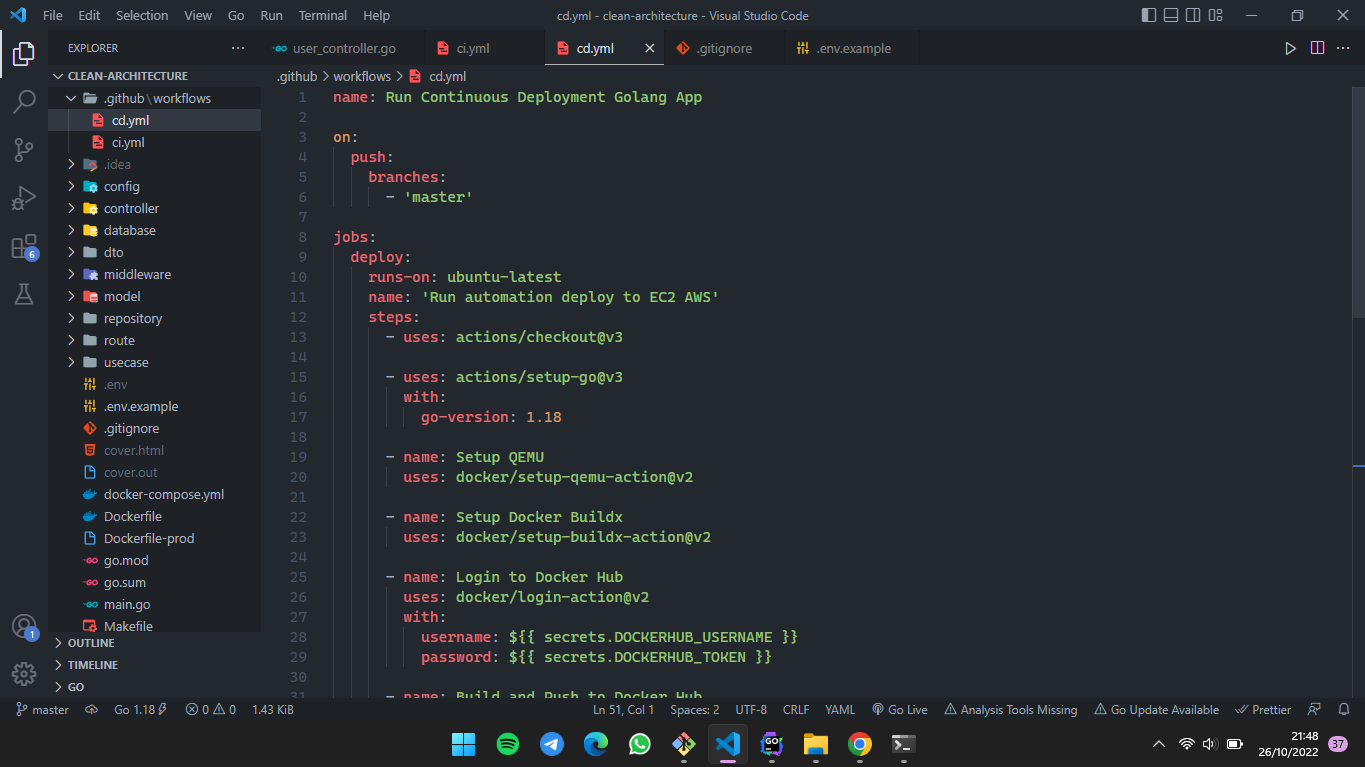 File Edit Selection View Go Run Terminal Help
cd.yml - clean-architecture - Visual Studio Code
EXPLORER
user_controller.go
ci.yml
cd.yml
.gitignore
.env.example
CLEAN-ARCHITECTURE
.github\workflows
cd.yml
ci.yml
.idea
config
controller
database
dto
middleware
model
repository
route
usecase
.env
.env.example
.gitignore
cover.html
cover.out
docker-compose.yml
Dockerfile
Dockerfile-prod
go.mod
go.sum
main.go
Makefile
OUTLINE
TIMELINE
GO
6
1
.github > workflows > cd.yml
1 name: Run Continuous Deployment Golang App
2
3 on:
4 push:
5 branches:
6 - 'master'
7
8 jobs:
9 deploy:
10 runs-on: ubuntu-latest
11 name: 'Run automation deploy to EC2 AWS'
12 steps:
13 - uses: actions/checkout@v3
14
15 - uses: actions/setup-go@v3
16 with:
17 go-version: 1.18
18
19 - name: Setup QEMU
20 uses: docker/setup-qemu-action@v2
21
22 - name: Setup Docker Buildx
23 uses: docker/setup-buildx-action@v2
24
25 - name: Login to Docker Hub
26 uses: docker/login-action@v2
27 with:
28 username: ${{ secrets.DOCKERHUB_USERNAME }}
29 password: ${{ secrets.DOCKERHUB_TOKEN }}
30
31 - name: Build and Push to Docker Hub
master Go 1.18 0 0 1.43 KiB Ln 51, Col 1 Spaces: 2 UTF-8 CRLF YAML Go Live Analysis Tools Missing Go Update Available Prettier
GO
21:48
26/10/2022
37